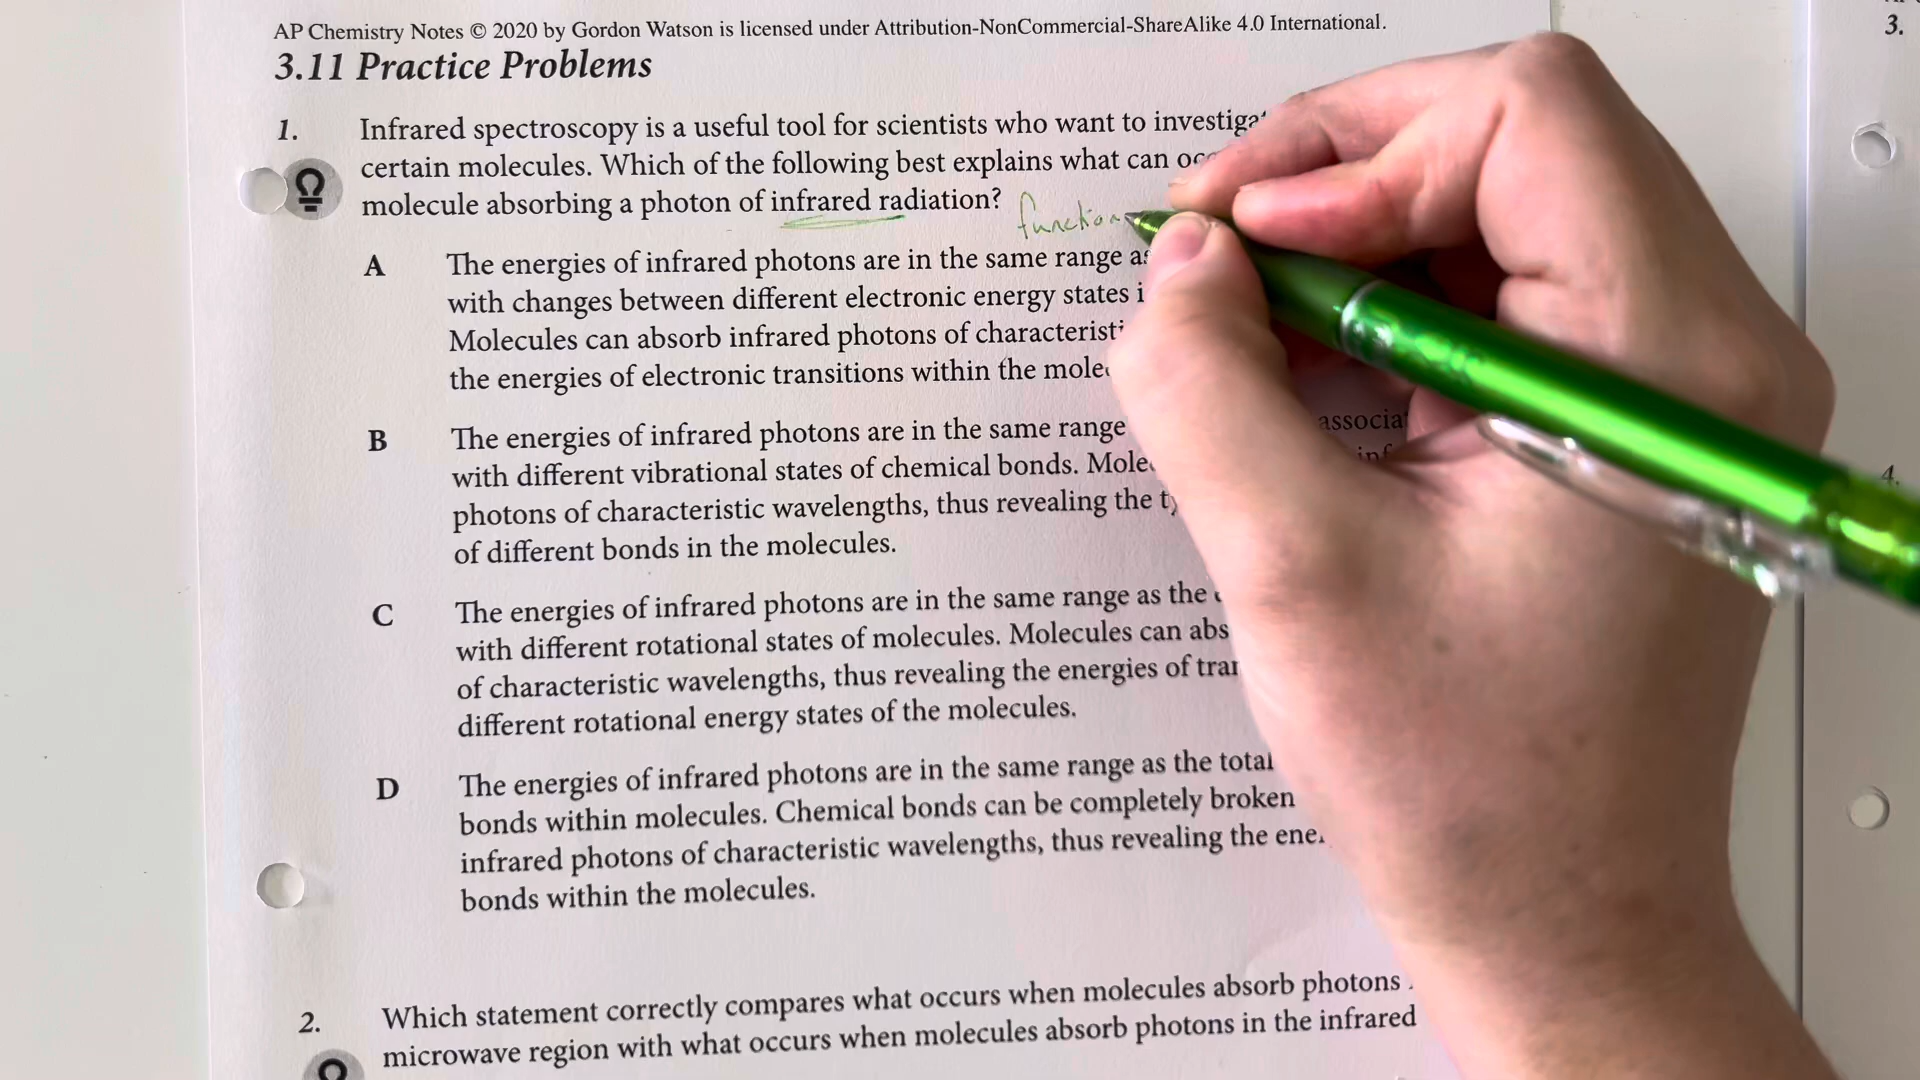 AP Chemistry Notes © 2020 by Gordon Watson is licensed under Attribution-NonCommercial-ShareAlike 4.0 International.
3.11 Practice Problems
1. Infrared spectroscopy is a useful tool for scientists who want to
certain molecules. Which of the following best explains what can
molecule absorbing a photon of infrared radiation?
function
A The energies of infrared photons are in the same range
with changes between different electronic energy states
Molecules can absorb infrared photons of
the energies of electronic transitions within the
B The energies of infrared photons are in the same range
with different vibrational states of chemical bonds.
photons of characteristic wavelengths, thus revealing the
of different bonds in the molecules.
C The energies of infrared photons are in the same range as the
with different rotational states of molecules. Molecules can
of characteristic wavelengths, thus revealing the energies of
different rotational energy states of the molecules.
D The energies of infrared photons are in the same range as the total
bonds within molecules. Chemical bonds can be completely broken
infrared photons of characteristic wavelengths, thus revealing the
bonds within the molecules.
2. Which statement correctly compares what occurs when molecules absorb photons
microwave region with what occurs when molecules absorb photons in the infrared
3.
4.